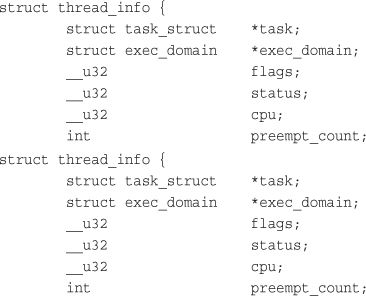 struct thread_info {
struct task_struct *task;
struct exec_domain *exec_domain;
__u32 flags;
__u32 status;
__u32 cpu;
int preempt_count;
struct thread_info {
struct task_struct *task;
struct exec_domain *exec_domain;
__u32 flags;
__u32 status;
__u32 cpu;
int preempt_count;